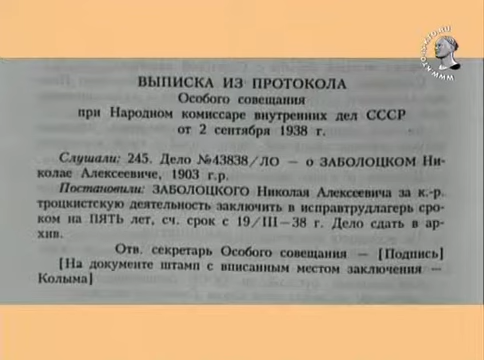 ВЫПИСКА ИЗ ПРОТОКОЛА
Особого совещания
при Народном комиссаре внутренних дел СССР
от 2 сентября 1938 г.
Слушали: 245. Дело №43838/ЛО — о ЗАБОЛОЦКОМ Ни-
колае Алексеевиче, 1903 г.р.
Постановили: ЗАБОЛОЦКОГО Николая Алексеевича за к.-р.
троцкистскую деятельность заключить в исправтрудлагерь сро-
ком на ПЯТЬ лет, сч. срок с 19/III—38 г. Дело сдать в ар-
хив.
Отв. секретарь Особого совещания — [Подпись]
[На документе штамп с вписанным местом заключения —
Колыма]